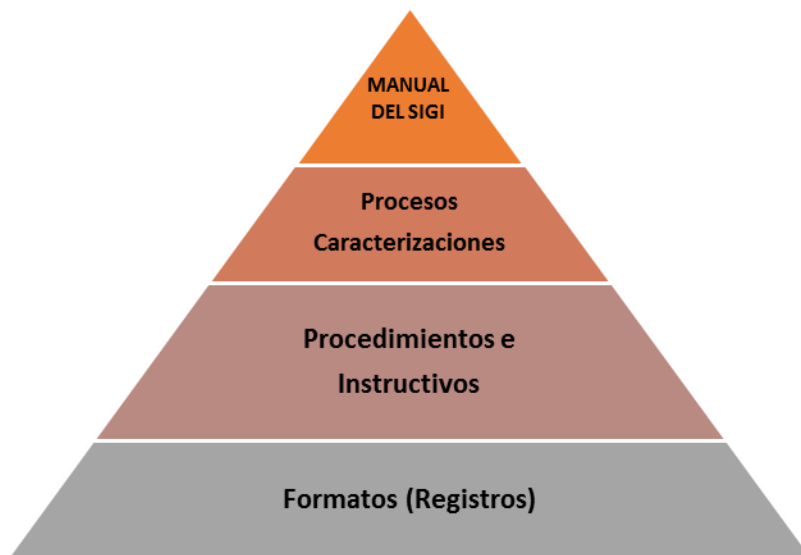 MANUAL
DEL SIGI
Procesos
Caracterizaciones
Procedimientos e
Instructivos
Formatos (Registros)